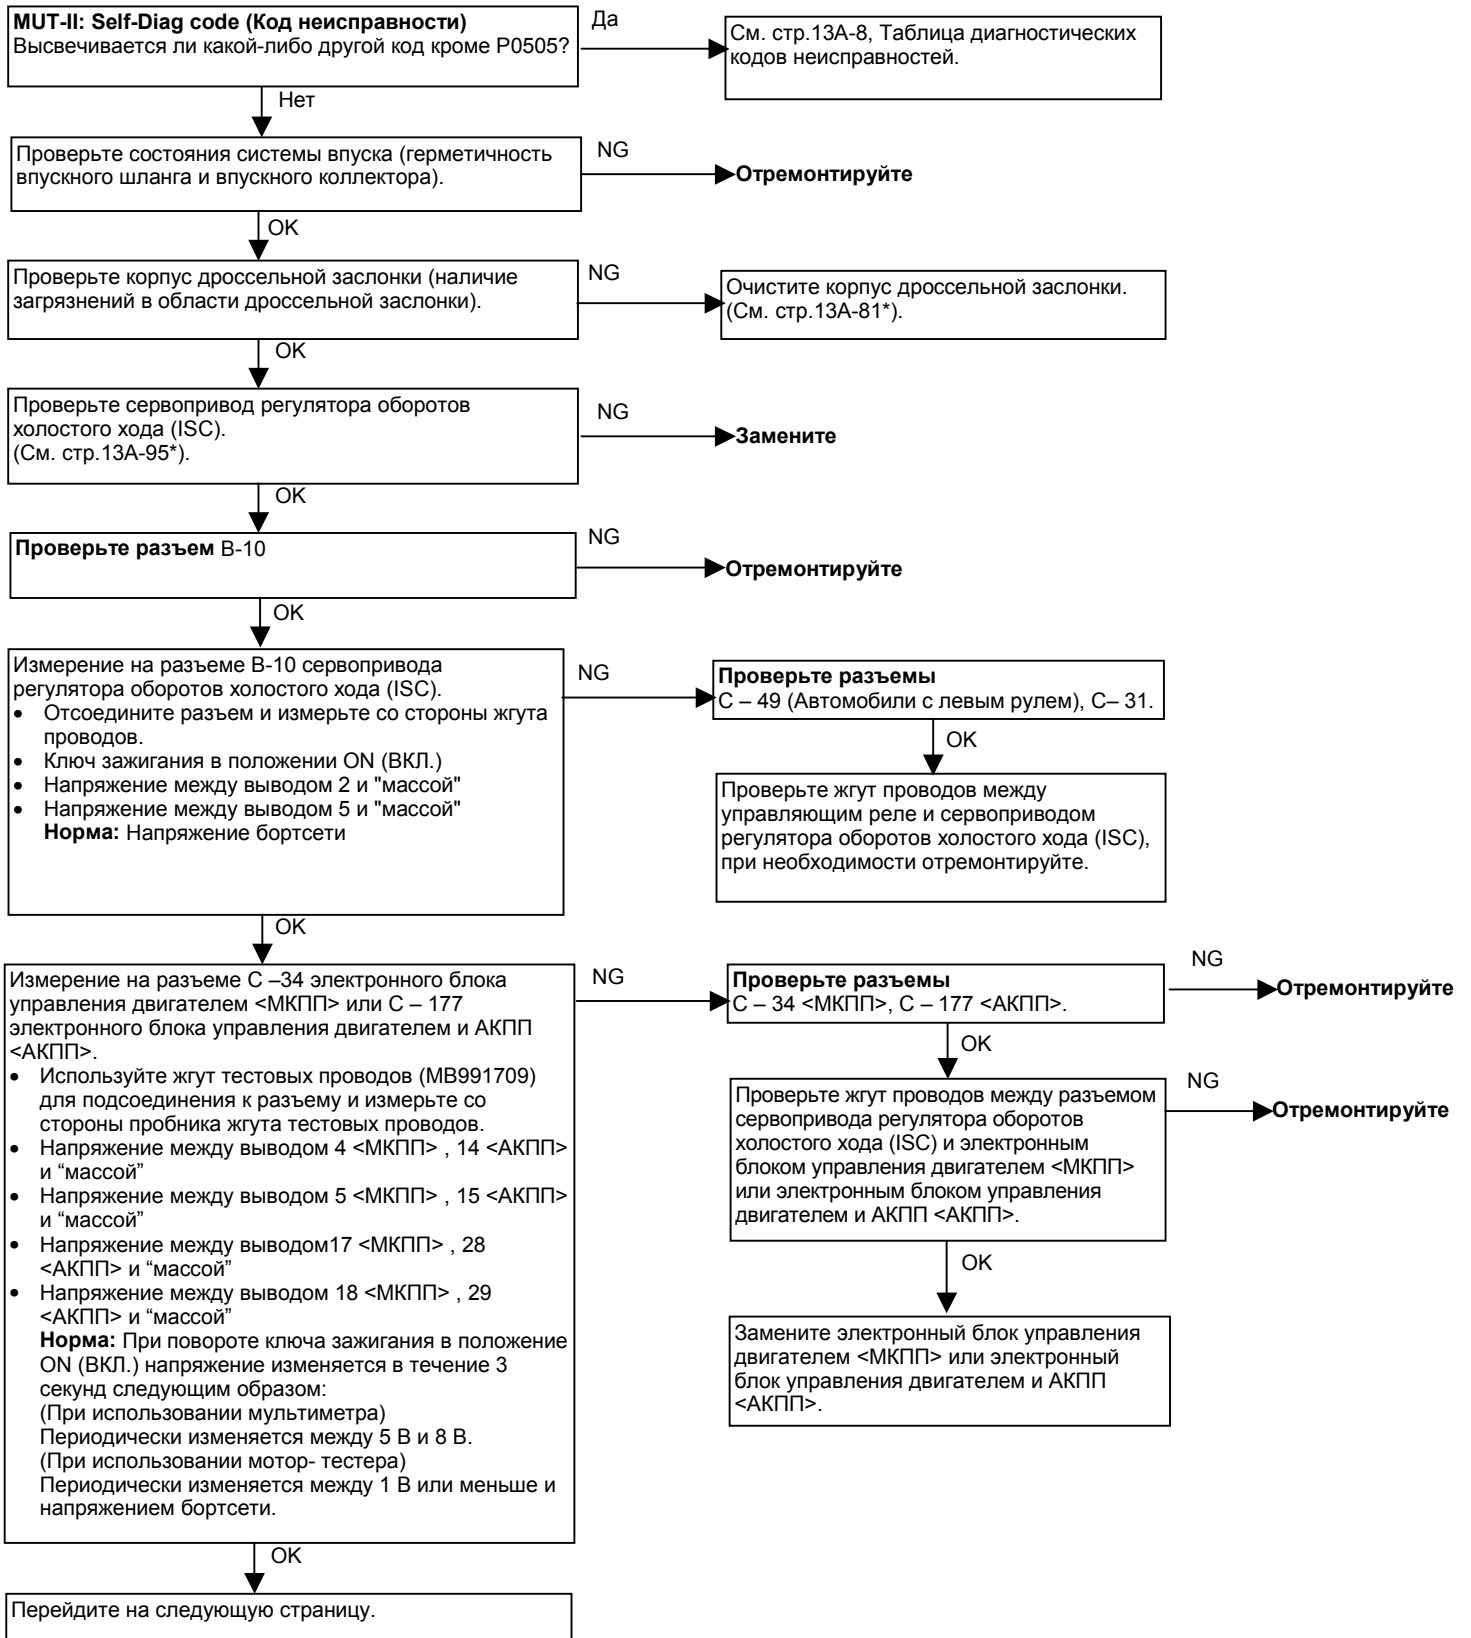 MUT-II: Self-Diag code (Код неисправности)
Высвечивается ли какой-либо другой код кроме P0505?
Да
См. стр.13A-8, Таблица диагностических
кодов неисправностей.
Нет
Проверьте состояния системы впуска (герметичность
впускного шланга и впускного коллектора).
NG
Отремонтируйте
OK
Проверьте корпус дроссельной заслонки (наличие
загрязнений в области дроссельной заслонки).
NG
Очистите корпус дроссельной заслонки.
(См. стр.13A-81*).
OK
Проверьте сервопривод регулятора оборотов
холостого хода (ISC).
(См. стр.13A-95*).
NG
Замените
OK
Проверьте разъем B-10
NG
Отремонтируйте
OK
Измерение на разъеме B-10 сервопривода
регулятора оборотов холостого хода (ISC).
• Отсоедините разъем и измерьте со стороны жгута
проводов.
• Ключ зажигания в положении ON (ВКЛ.)
• Напряжение между выводом 2 и "массой"
• Напряжение между выводом 5 и "массой"
Норма: Напряжение бортсети
NG
Проверьте разъемы
C – 49 (Автомобили с левым рулем), C– 31.
OK
Проверьте жгут проводов между
управляющим реле и сервоприводом
регулятора оборотов холостого хода (ISC),
при необходимости отремонтируйте.
OK
Измерение на разъеме C –34 электронного блока
управления двигателем <МКПП> или C – 177
электронного блока управления двигателем и АКПП
<АКПП>.
• Используйте жгут тестовых проводов (MB991709)
для подсоединения к разъему и измерьте со
стороны пробника жгута тестовых проводов.
• Напряжение между выводом 4 <МКПП> , 14 <АКПП>
и “массой”
• Напряжение между выводом 5 <МКПП> , 15 <АКПП>
и “массой”
• Напряжение между выводом17 <МКПП> , 28
<АКПП> и “массой”
• Напряжение между выводом 18 <МКПП> , 29
<АКПП> и “массой”
Норма: При повороте ключа зажигания в положение
ON (ВКЛ.) напряжение изменяется в течение 3
секунд следующим образом:
(При использовании мультиметра)
Периодически изменяется между 5 В и 8 В.
(При использовании мотор- тестера)
Периодически изменяется между 1 В или меньше и
напряжением бортсети.
NG
Проверьте разъемы
C – 34 <МКПП>, C – 177 <АКПП>.
NG
Отремонтируйте
OK
Проверьте жгут проводов между разъемом
сервопривода регулятора оборотов
холостого хода (ISC) и электронным
блоком управления двигателем <МКПП>
или электронным блоком управления
двигателем и АКПП <АКПП>.
NG
Отремонтируйте
OK
Замените электронный блок управления
двигателем <МКПП> или электронный
блок управления двигателем и АКПП
<АКПП>.
OK
Перейдите на следующую страницу.